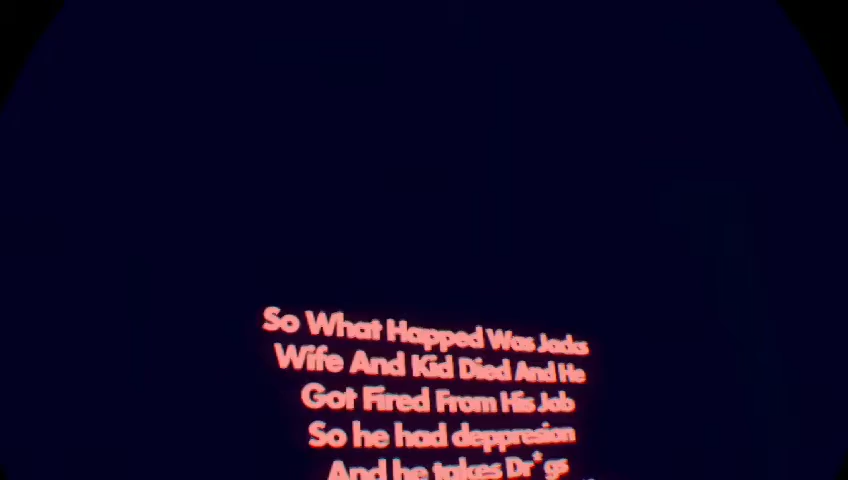 So What Happed Was Jacks
Wife And Kid Died And He
Got Fired From His Job
So he had deppresion
And he takes Dr*gs